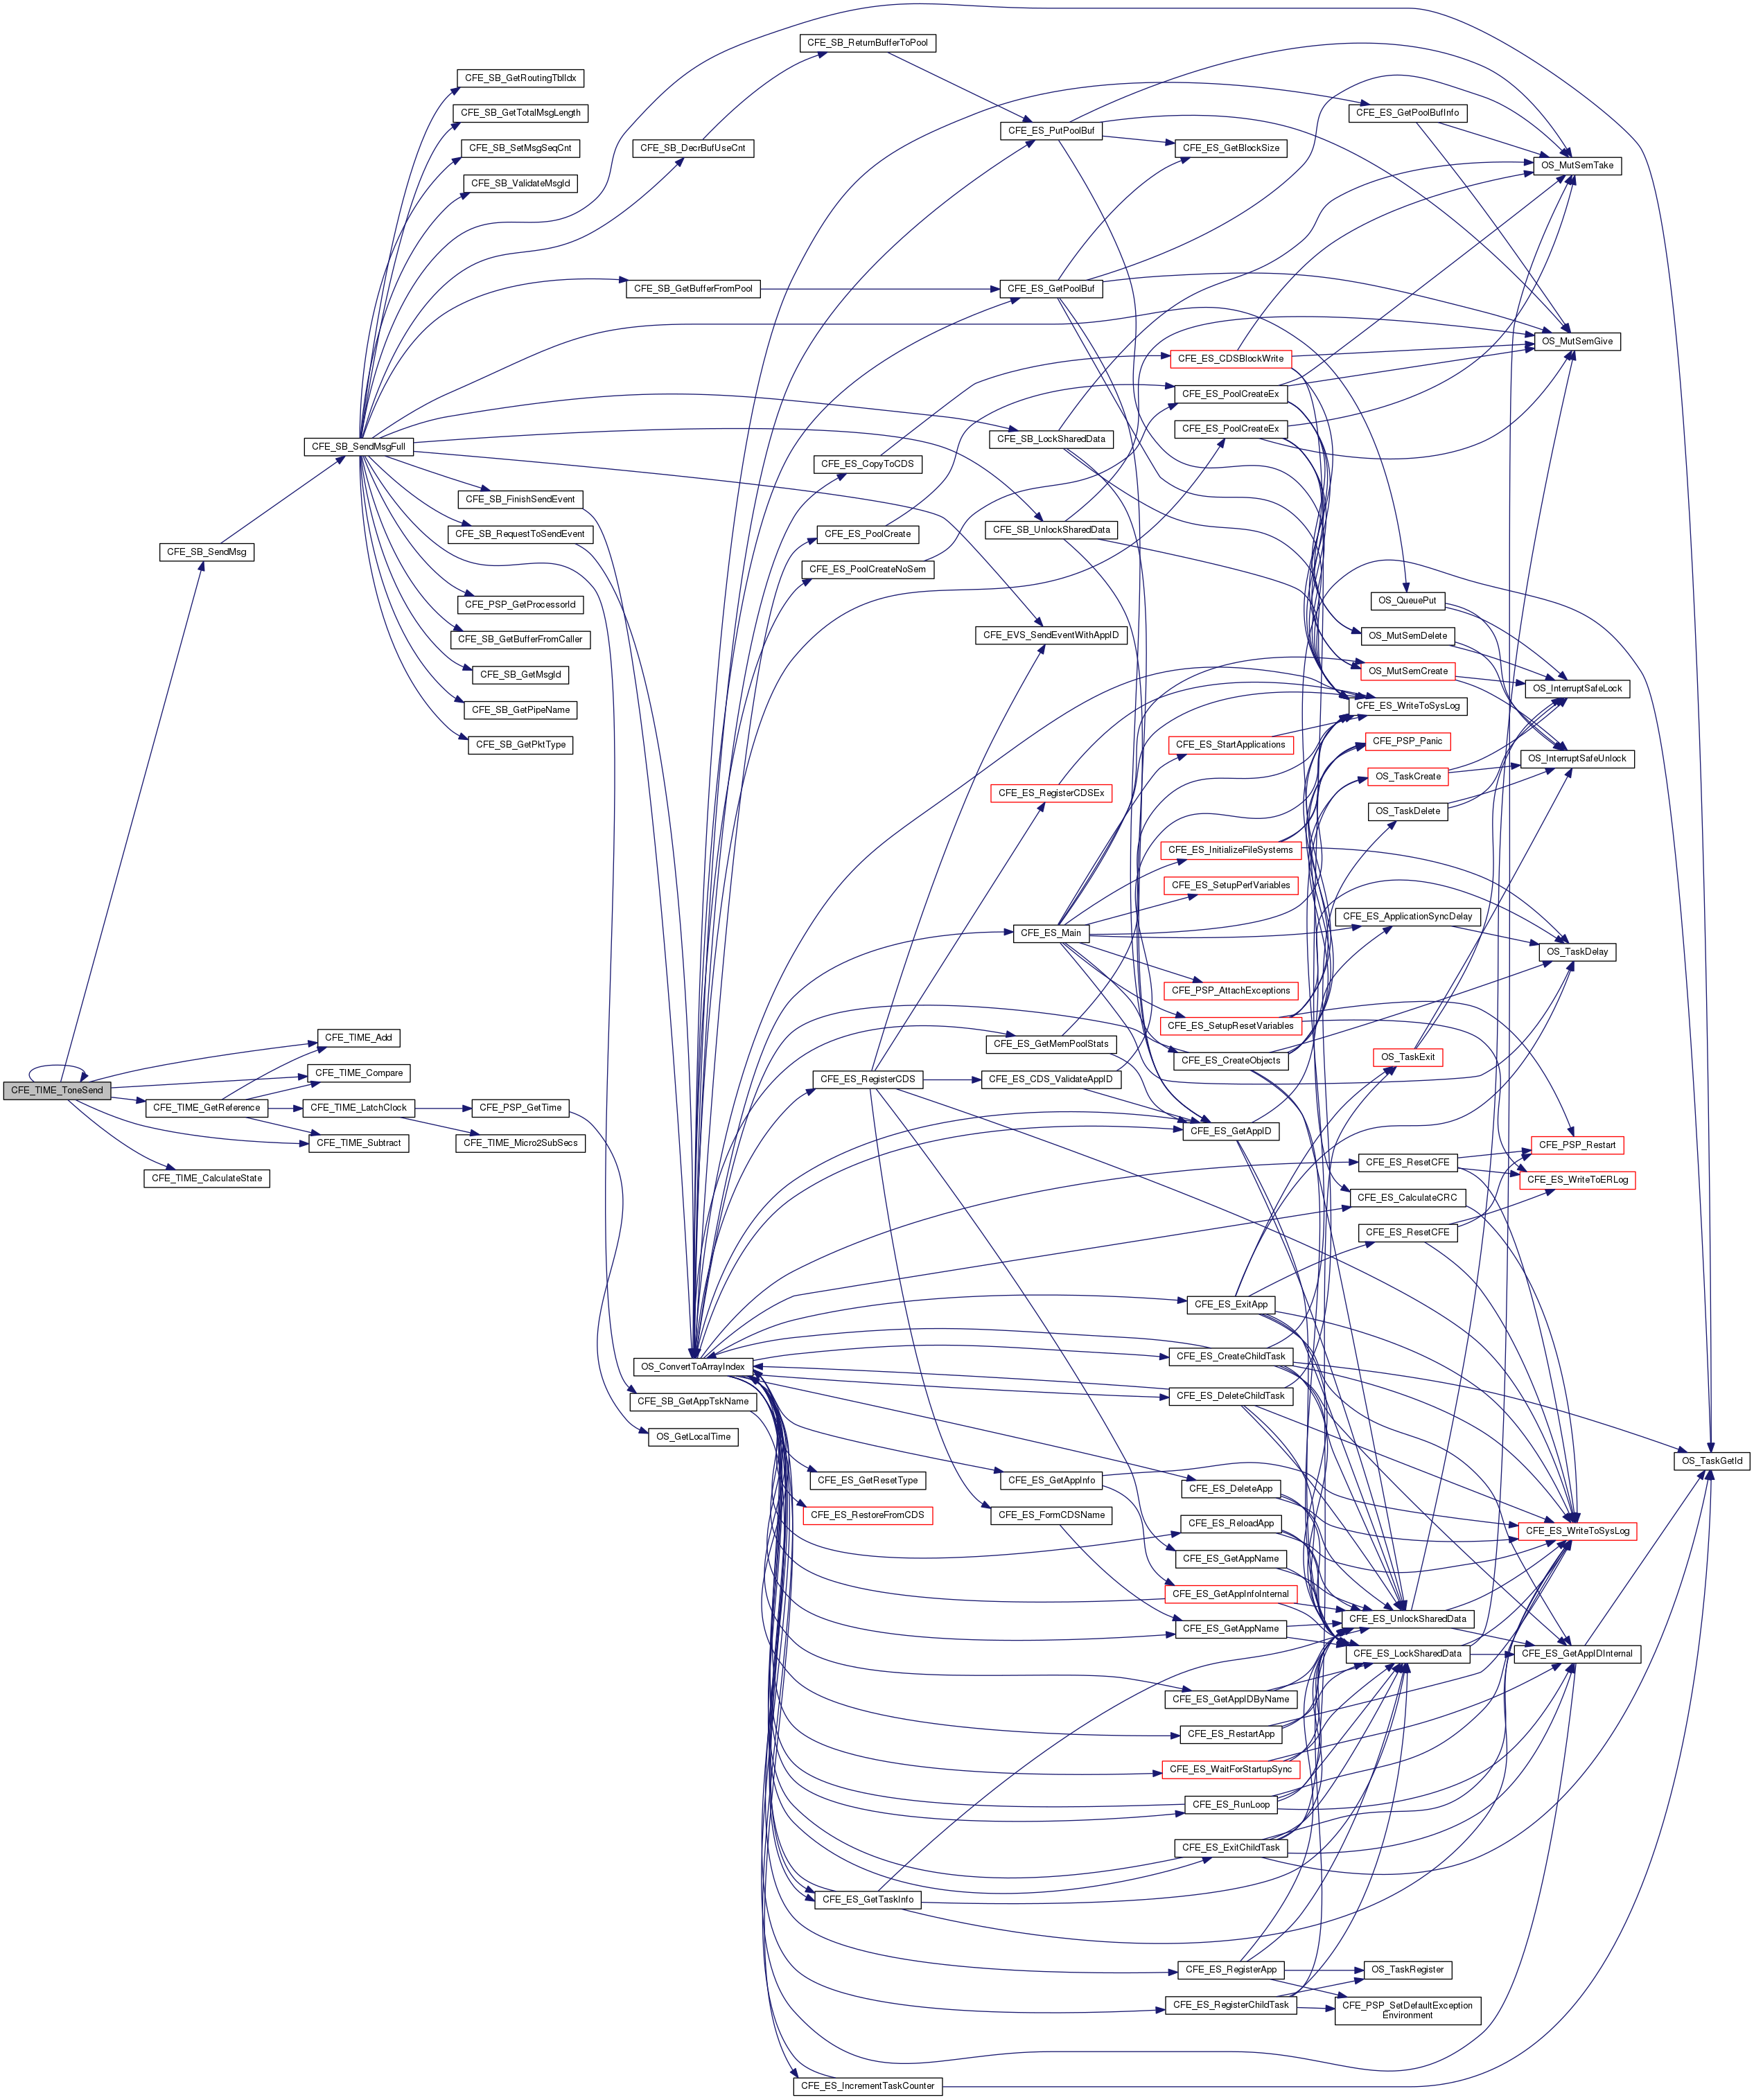 CFE_SB_ReturnBufferToPool
CFE_SB_GetRoutingTblIdx
CFE_SB_GetTotalMsgLength
CFE_ES_GetPoolBufInfo
CFE_ES_PutPoolBuf
CFE_SB_SetMsgSeqCnt
CFE_SB_DecrBufUseCnt
CFE_ES_GetBlockSize
OS_MutSemTake
CFE_SB_ValidateMsgId
CFE_SB_GetBufferFromPool
CFE_ES_GetPoolBuf
OS_MutSemGive
CFE_ES_CDSBlockWrite
CFE_ES_PoolCreateEx
CFE_ES_PoolCreateEx
CFE_SB_SendMsgFull
CFE_SB_LockSharedData
CFE_ES_CopyToCDS
CFE_SB_FinishSendEvent
CFE_SB_UnlockSharedData
CFE_SB_RequestToSendEvent
CFE_ES_PoolCreate
CFE_SB_SendMsg
CFE_ES_PoolCreateNoSem
OS_QueuePut
CFE_PSP_GetProcessorId
CFE_EVS_SendEventWithAppID
OS_MutSemDelete
CFE_SB_GetBufferFromCaller
OS_MutSemCreate
CFE_SB_GetMsgId
OS_InterruptSafeLock
CFE_ES_WriteToSysLog
CFE_SB_GetPipeName
CFE_PSP_Panic
CFE_ES_StartApplications
CFE_SB_GetPktType
OS_InterruptSafeUnlock
OS_TaskCreate
CFE_ES_RegisterCDSEx
OS_TaskDelete
CFE_ES_InitializeFileSystems
CFE_ES_SetupPerfVariables
CFE_ES_ApplicationSyncDelay
CFE_ES_Main
OS_TaskDelay
CFE_PSP_AttachExceptions
CFE_ES_SetupResetVariables
CFE_TIME_Add
CFE_ES_GetMemPoolStats
CFE_ES_CreateObjects
OS_TaskExit
CFE_TIME_Compare
CFE_ES_RegisterCDS
CFE_ES_CDS_ValidateAppID
CFE_TIME_ToneSend
CFE_TIME_GetReference
CFE_TIME_LatchClock
CFE_PSP_GetTime
CFE_ES_GetAppID
CFE_TIME_Subtract
CFE_TIME_Micro2SubSecs
CFE_PSP_Restart
CFE_ES_ResetCFE
CFE_TIME_CalculateState
CFE_ES_WriteToERLog
CFE_ES_CalculateCRC
CFE_ES_ResetCFE
CFE_ES_ExitApp
CFE_ES_CreateChildTask
OS_ConvertToArrayIndex
CFE_ES_DeleteChildTask
CFE_SB_GetAppTskName
OS_GetLocalTime
OS_TaskGetId
CFE_ES_GetResetType
CFE_ES_GetAppInfo
CFE_ES_DeleteApp
CFE_ES_RestoreFromCDS
CFE_ES_FormCDSName
CFE_ES_ReloadApp
CFE_ES_WriteToSysLog
CFE_ES_GetAppName
CFE_ES_GetAppInfoInternal
CFE_ES_UnlockSharedData
CFE_ES_GetAppName
CFE_ES_LockSharedData
CFE_ES_GetAppIDInternal
CFE_ES_GetAppIDByName
CFE_ES_RestartApp
CFE_ES_WaitForStartupSync
CFE_ES_RunLoop
CFE_ES_ExitChildTask
CFE_ES_GetTaskInfo
CFE_ES_RegisterApp
OS_TaskRegister
CFE_ES_RegisterChildTask
CFE_PSP_SetDefaultException
Environment
CFE_ES_IncrementTaskCounter